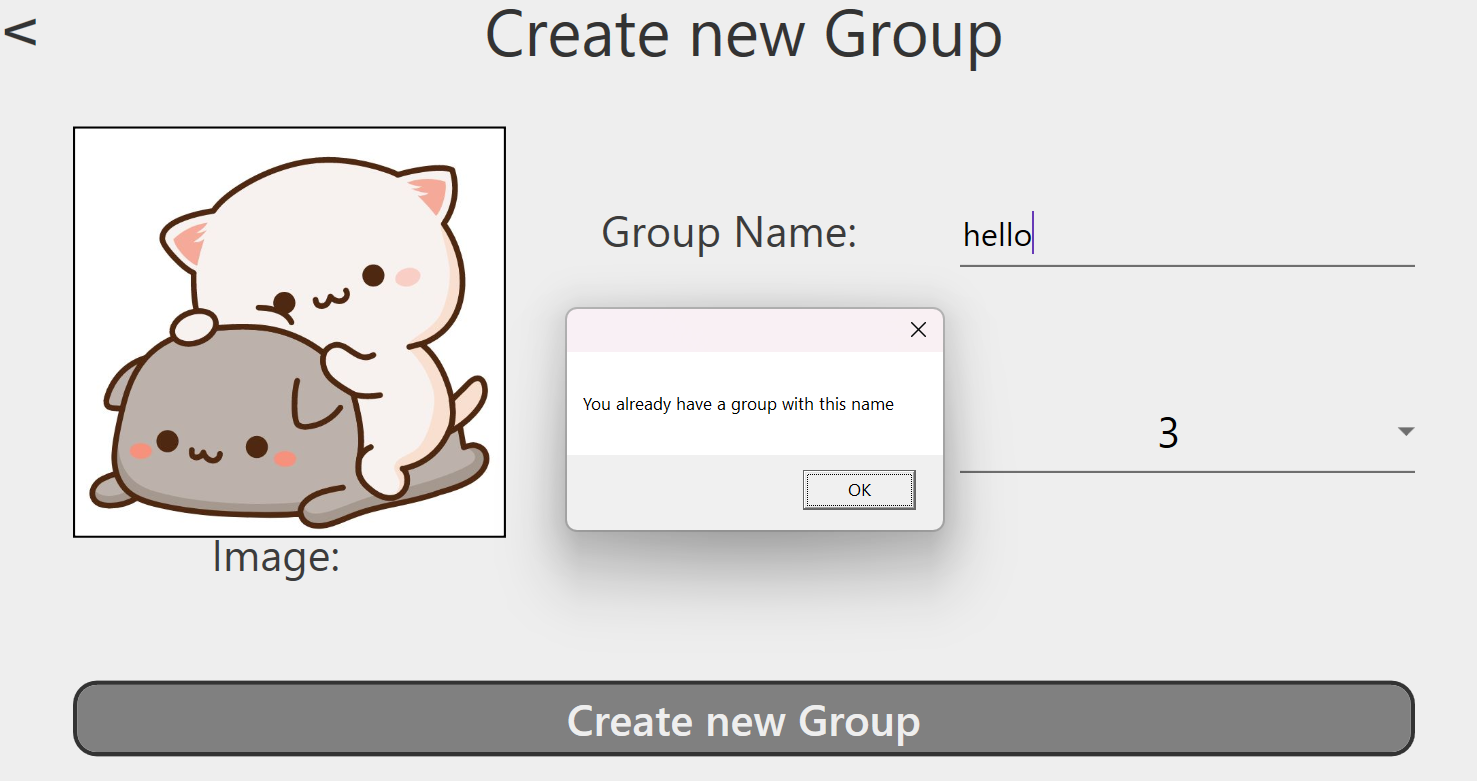 <
Create new Group
Group Name:
hello
You already have a group with this name
OK
3
Image:
Create new Group